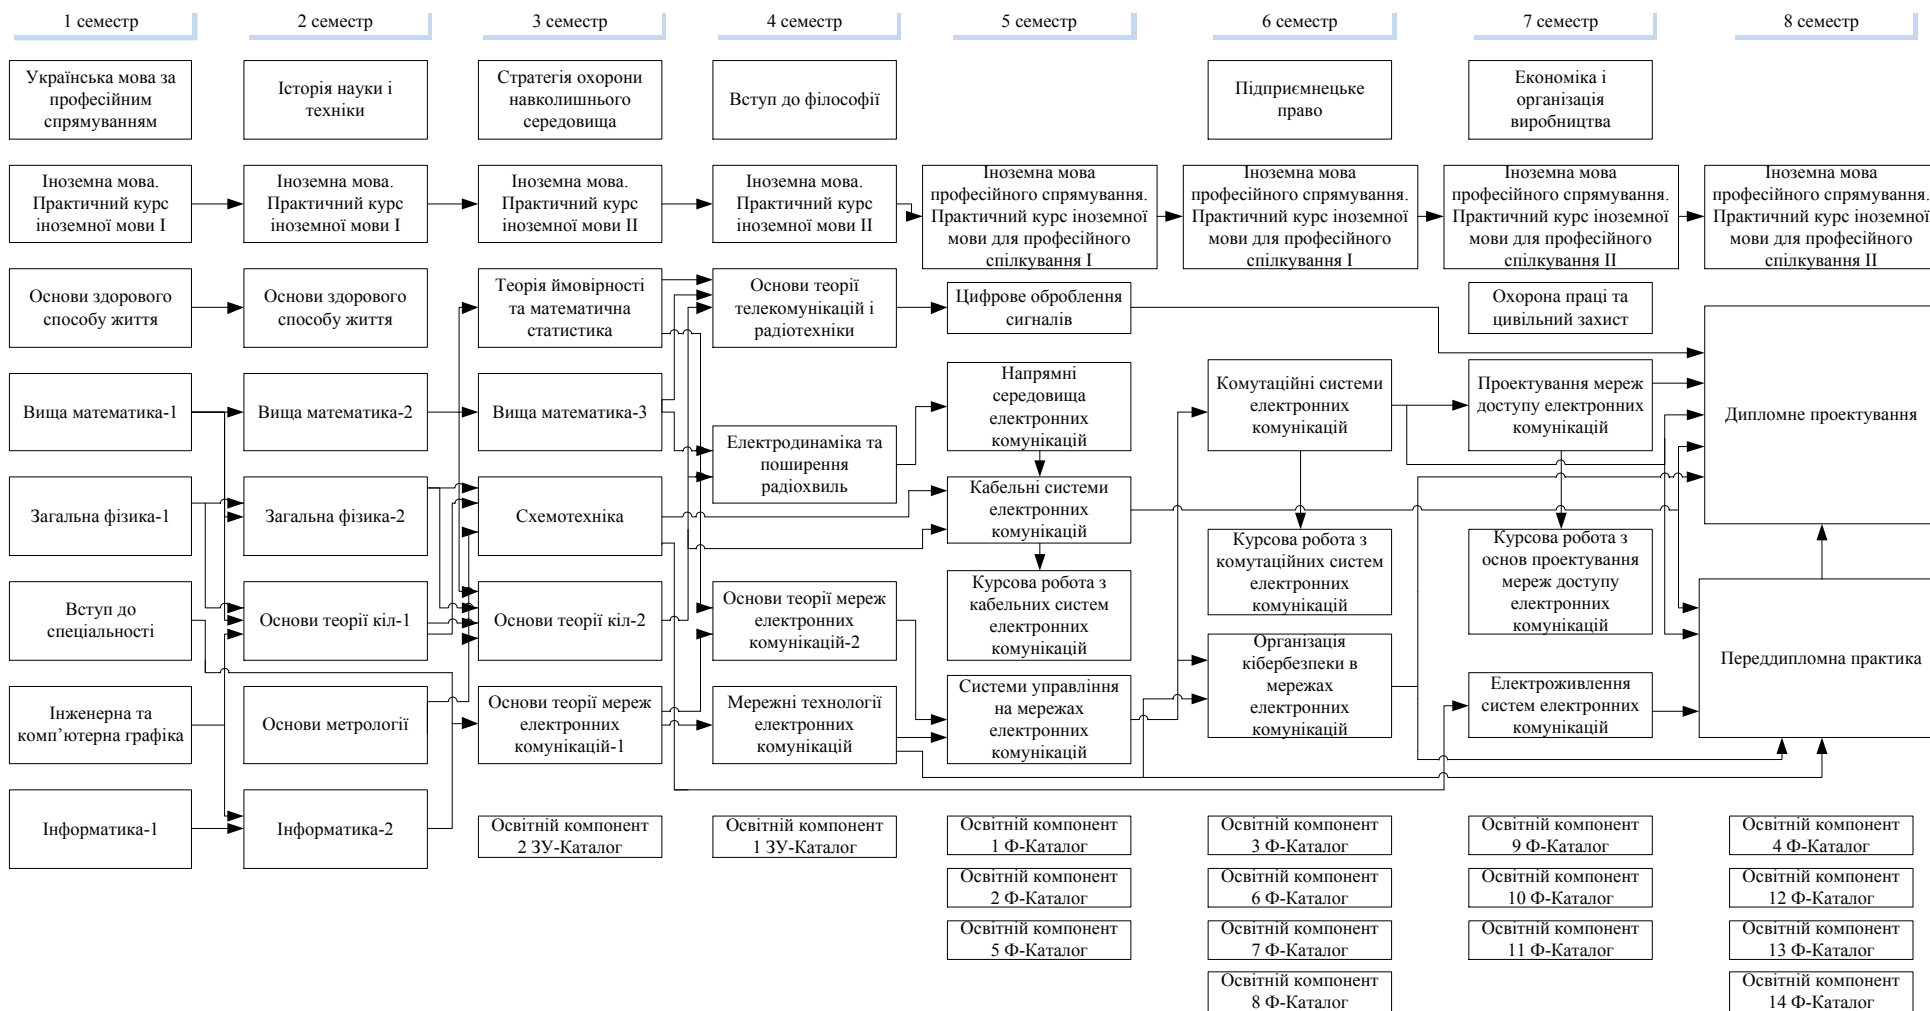 1 семестр
2 семестр
3 семестр
4 семестр
5 семестр
6 семестр
7 семестр
8 семестр
Українська мова за
професійним
спрямуванням
Історія науки і
техніки
Стратегія охорони
навколишнього
середовища
Вступ до філософії
Підприємнецьке
право
Економіка і
організація
виробництва
Іноземна мова.
Практичний курс
іноземної мови І
Іноземна мова.
Практичний курс
іноземної мови І
Іноземна мова.
Практичний курс
іноземної мови ІІ
Іноземна мова.
Практичний курс
іноземної мови ІІ
Іноземна мова
професійного спрямування.
Практичний курс іноземної
мови для професійного
спілкування І
Іноземна мова
професійного спрямування.
Практичний курс іноземної
мови для професійного
спілкування І
Іноземна мова
професійного спрямування.
Практичний курс іноземної
мови для професійного
спілкування ІІ
Іноземна мова
професійного спрямування.
Практичний курс іноземної
мови для професійного
спілкування ІІ
Основи здорового
способу життя
Основи здорового
способу життя
Теорія ймовірності
та математична
статистика
Основи теорії
телекомунікацій і
радіотехніки
Цифрове оброблення
сигналів
Охорона праці та
цивільний захист
Дипломне проектування
Вища математика-1
Вища математика-2
Вища математика-3
Електродинаміка та
поширення
радіохвиль
Напрямні
середовища
електронних
комунікацій
Комутаційні системи
електронних
комунікацій
Проектування мереж
доступу електронних
комунікацій
Загальна фізика-1
Загальна фізика-2
Схемотехніка
Кабельні системи
електронних
комунікацій
Курсова робота з
комутаційних систем
електронних
комунікацій
Курсова робота з
основ проектування
мереж доступу
електронних
комунікацій
Вступ до
спеціальності
Основи теорії кіл-1
Основи теорії кіл-2
Основи теорії мереж
електронних
комунікацій-2
Курсова робота з
кабельних систем
електронних
комунікацій
Організація
кібербезпеки в
мережах
електронних
комунікацій
Переддипломна практика
Інженерна та
комп’ютерна графіка
Основи метрології
Основи теорії мереж
електронних
комунікацій-1
Мережні технології
електронних
комунікацій
Системи управління
на мережах
електронних
комунікацій
Електроживлення
систем електронних
комунікацій
Інформатика-1
Інформатика-2
Освітній компонент
2 ЗУ-Каталог
Освітній компонент
1 ЗУ-Каталог
Освітній компонент
1 Ф-Каталог
Освітній компонент
3 Ф-Каталог
Освітній компонент
9 Ф-Каталог
Освітній компонент
4 Ф-Каталог
Освітній компонент
2 Ф-Каталог
Освітній компонент
6 Ф-Каталог
Освітній компонент
10 Ф-Каталог
Освітній компонент
12 Ф-Каталог
Освітній компонент
5 Ф-Каталог
Освітній компонент
7 Ф-Каталог
Освітній компонент
11 Ф-Каталог
Освітній компонент
13 Ф-Каталог
Освітній компонент
8 Ф-Каталог
Освітній компонент
14 Ф-Каталог